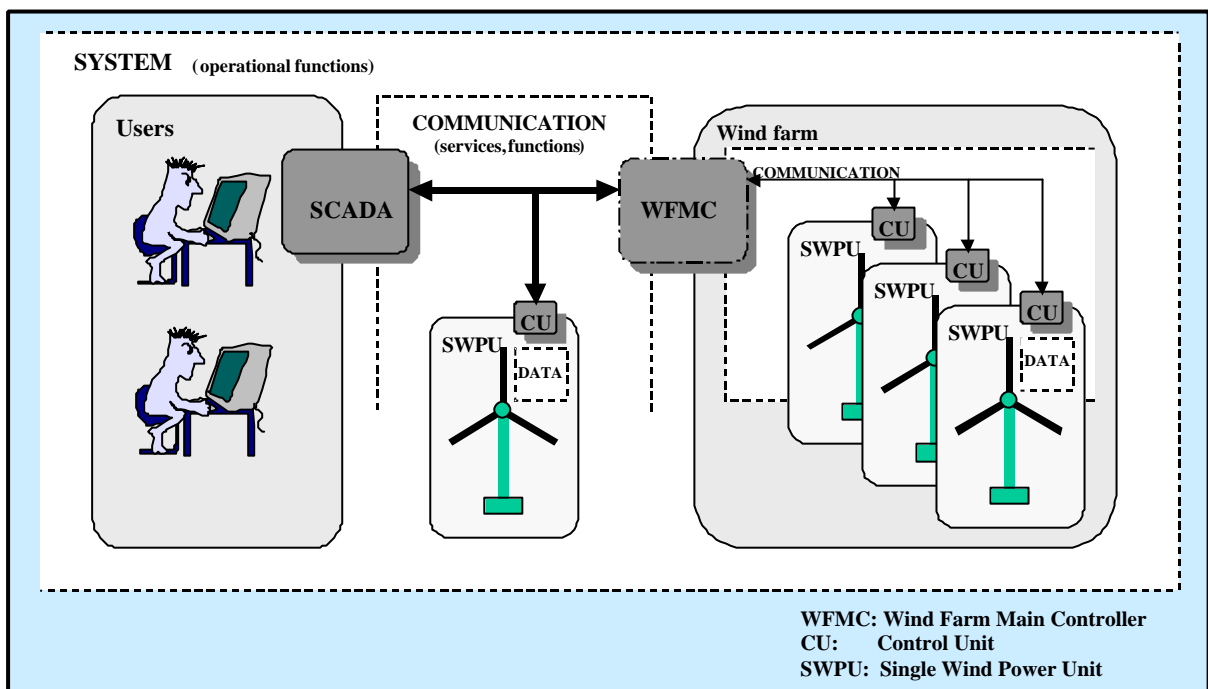 SYSTEM (operational functions)
Users
COMMUNICATION
(services, functions)
Wind farm
COMMUNICATION
SCADA
WFMC
CU
SWPU
CU
SWPU
CU
SWPU
DATA
CU
SWPU
DATA
WFMC: Wind Farm Main Controller
CU: Control Unit
SWPU: Single Wind Power Unit